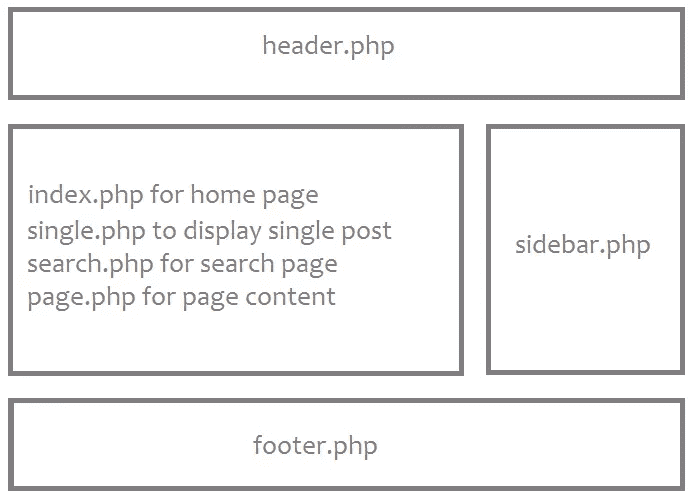 header.php
index.php for home page
single.php to display single post
search.php for search page
page.php for page content
sidebar.php
footer.php